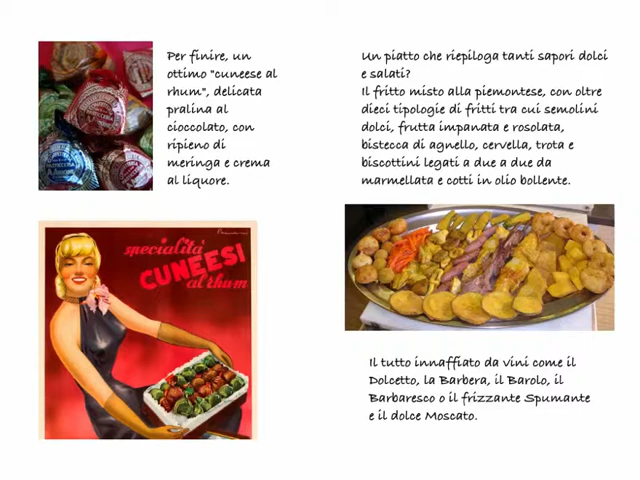 Per finire, un
ottimo "cuneese al
rhum", delicata
pralina al
cioccolato, con
ripieno di
meringa e crema
al liquore.
specialità
CUNEESI
al rhum
Un piatto che riepiloga tanti sapori dolci
e salati?
Il fritto misto alla piemontese, con oltre
dieci tipologie di fritti tra cui semolini
dolci, frutta impanata e rosolata,
bistecca di agnello, cervella, trota e
biscottini legati a due a due da
marmellata e cotti in olio bollente.
Il tutto innaffiato da vini come il
Dolcetto, la Barbera, il Barolo, il
Barbaresco o il frizzante Spumante
e il dolce Moscato.